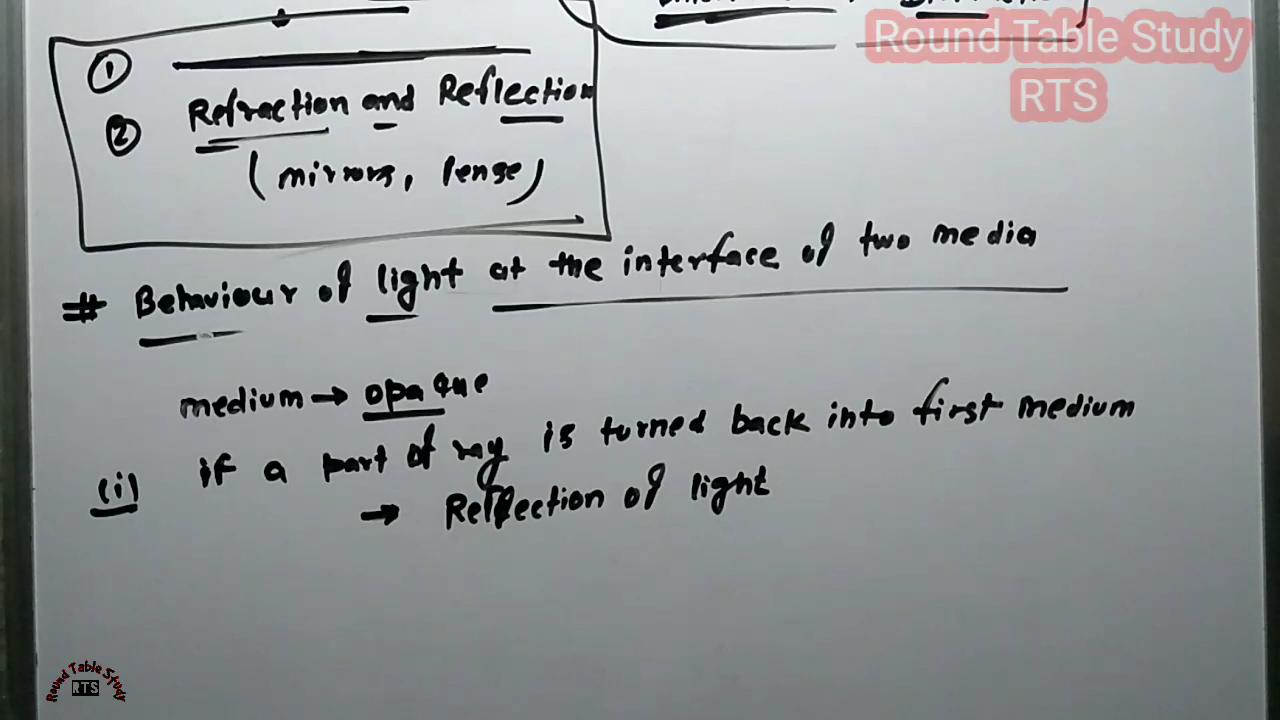 Round Table Study
RTS
①
② Refraction and Reflection
(mirrors, lense)
# Behaviour of light at the interface of two media
medium → opaque
(i) if a part of ray is turned back into first medium
→ Reflection of light
Round Table Study
RTS